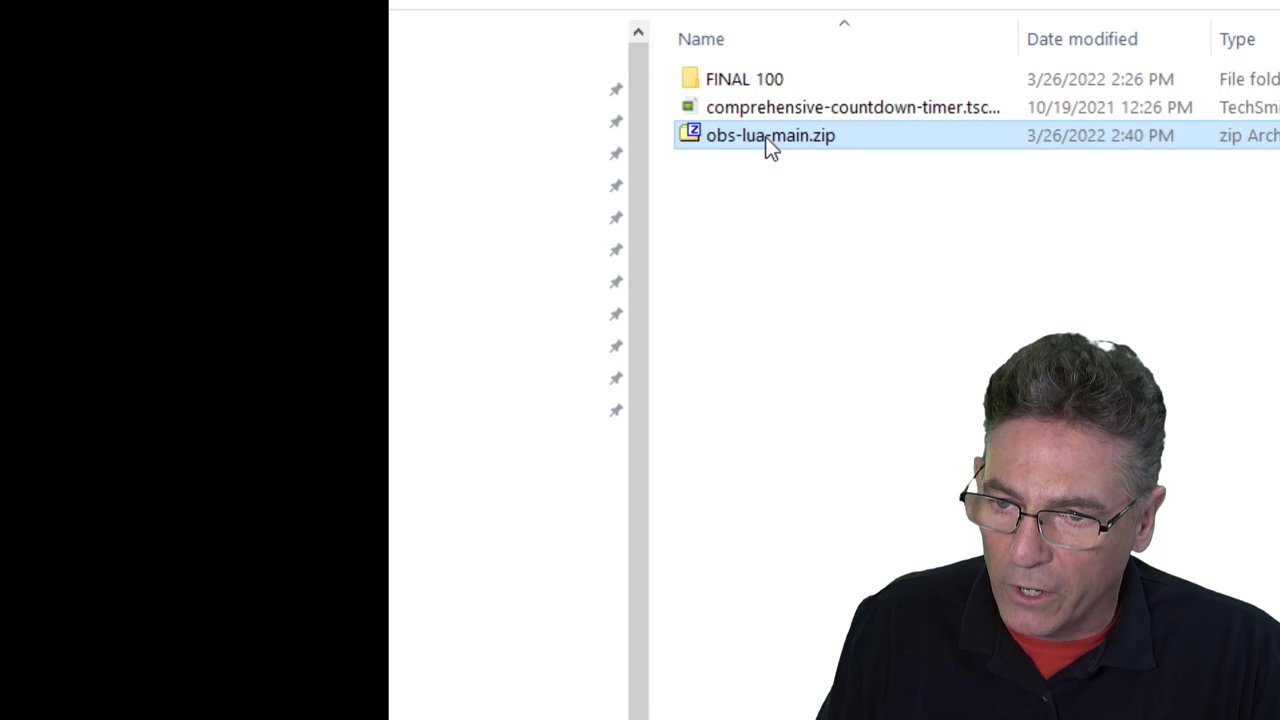 Name Date modified Type
FINAL 100 3/26/2022 2:26 PM File fold
comprehensive-countdown-timer.tsc... 10/19/2021 12:26 PM TechSmi
obs-lua-main.zip 3/26/2022 2:40 PM zip Arch